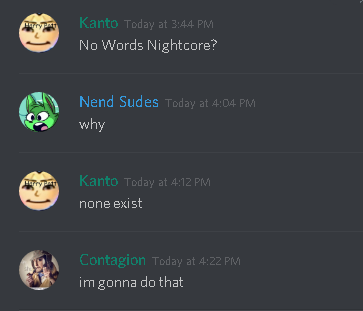 Kanto Today at 3:44 PM
No Words Nightcore?
Nend Sudes Today at 4:04 PM
why
Kanto Today at 4:12 PM
none exist
Contagion Today at 4:22 PM
im gonna do that